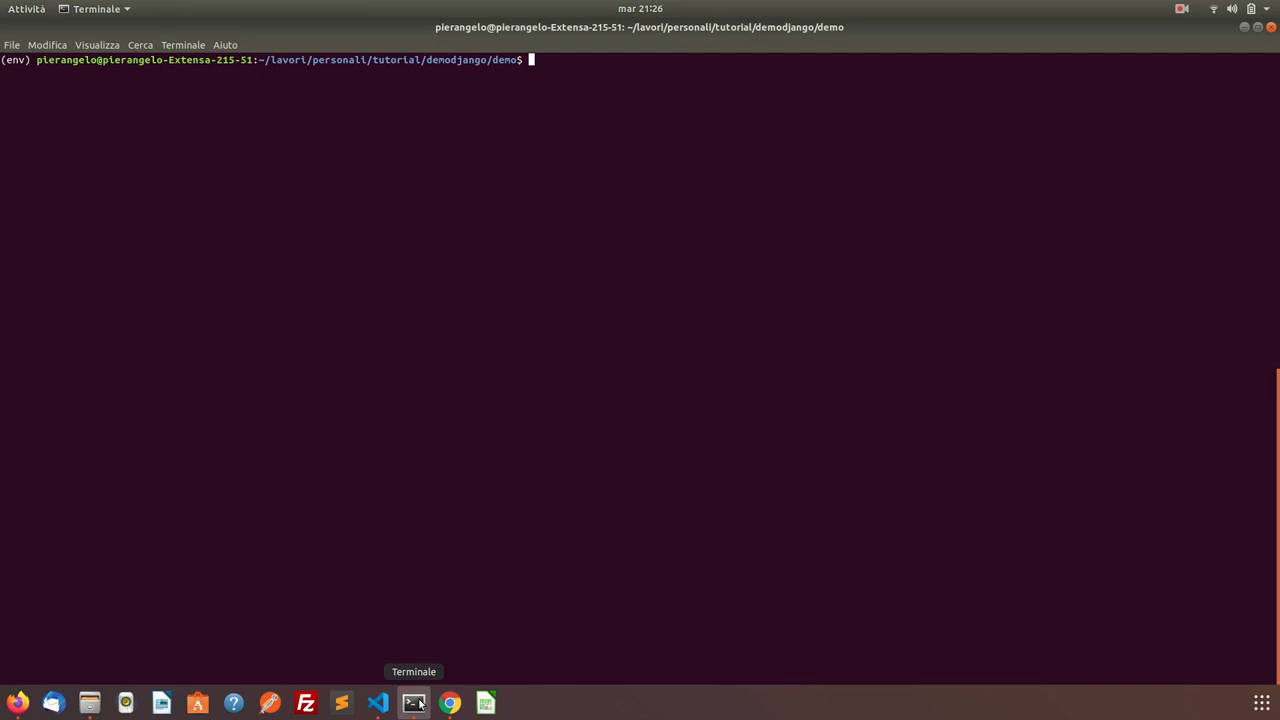 Attività
Terminale
mar 21:26
pierangelo@pierangelo-Extensa-215-51: ~/lavori/personali/tutorial/demodjango/demo
File Modifica Visualizza Cerca Terminale Aiuto
(env) pierangelo@pierangelo-Extensa-215-51:~/lavori/personali/tutorial/demodjango/demo$
Terminale